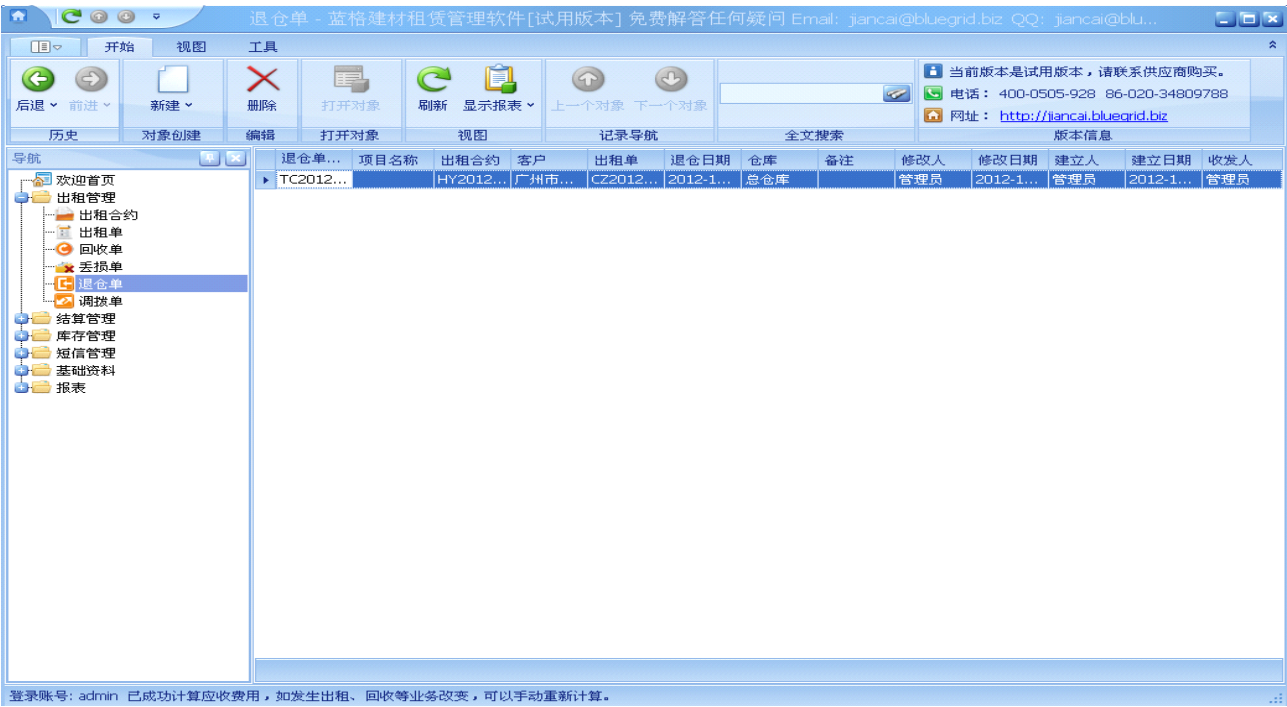 退仓单 - 蓝格建材租赁管理软件[试用版本] 免费解答任何疑问 Email: jiancai@bluegrid.biz QQ: jiancai@blu...
开始 视图 工具
后退 前进 新建 删除 打开对象 刷新 显示报表 上一个对象 下一个对象
历史 对象创建 编辑 打开对象 视图 记录导航 全文搜索 版本信息
当前版本是试用版本，请联系供应商购买。
电话： 400-0505-928 86-020-34809788
网址： http://jiancai.bluegrid.biz
导航
欢迎首页
出租管理
出租合约
出租单
回收单
丢损单
退仓单
调拨单
结算管理
库存管理
短信管理
基础资料
报表
退仓单... 项目名称 出租合约 客户 出租单 退仓日期 仓库 备注 修改人 修改日期 建立人 建立日期 收发人
TC2012... HY2012... 广州市... CZ2012... 2012-1... 总仓库 管理员 2012-1... 管理员 2012-1... 管理员
登录账号: admin 已成功计算应收费用，如发生出租、回收等业务改变，可以手动重新计算。